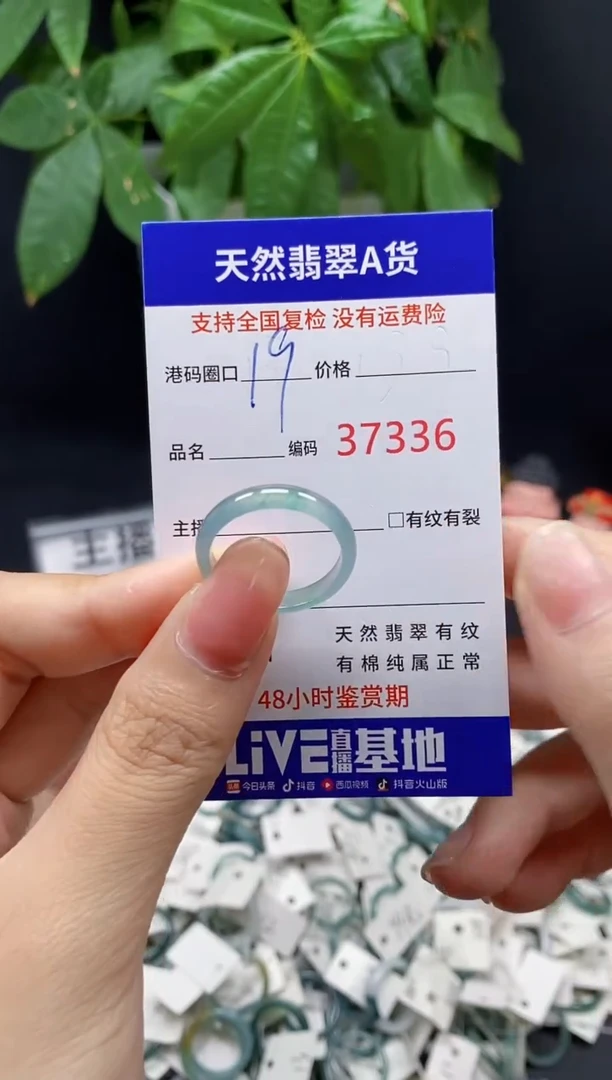 天然翡翠A货
支持全国复检 没有运费险
港码圈口 19 价格
品名 编码 37336
主播 □有纹有裂
天然翡翠有纹
有棉纯属正常
48小时鉴赏期
LiVE直播基地
今日头条 抖音 西瓜视频 抖音火山版
主播